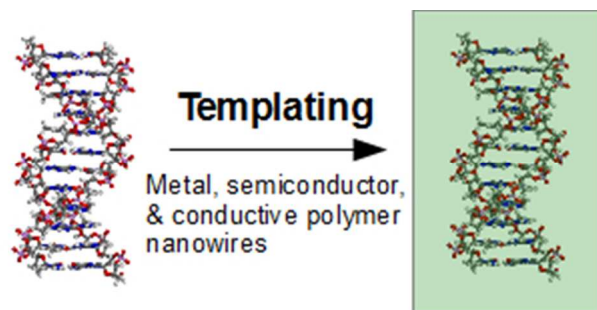 Templating
Metal, semiconductor,
& conductive polymer
nanowires